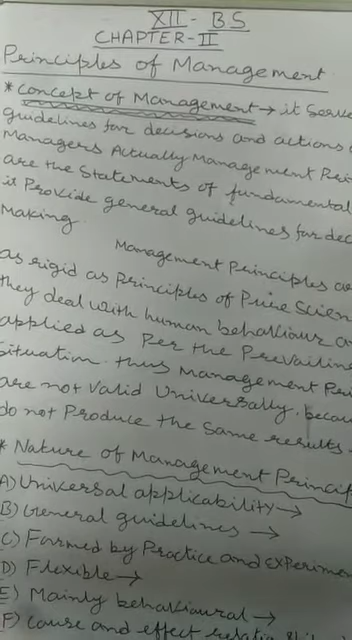 XII - BS
CHAPTER-II
Principles of Management
* concept of Management → it Serve
guidelines for decisions and actions
Managers Actually Management Pri
are the Statements of fundamental
it Provide general guidelines for dec
Making.
Management Principles a
as rigid as Principles of Pure Scien
they deal with human behaviour a
applied as Per the Prevailin
Situation. thus Management Pri
are not valid Universally. becau
do not Produce the Same results.
* Nature of Management Princip
A) Universal applicability →
B) General guidelines →
C) Formed by Practice and Experimen
D) Flexible →
E) Mainly behavioural →
F) Cause and effect